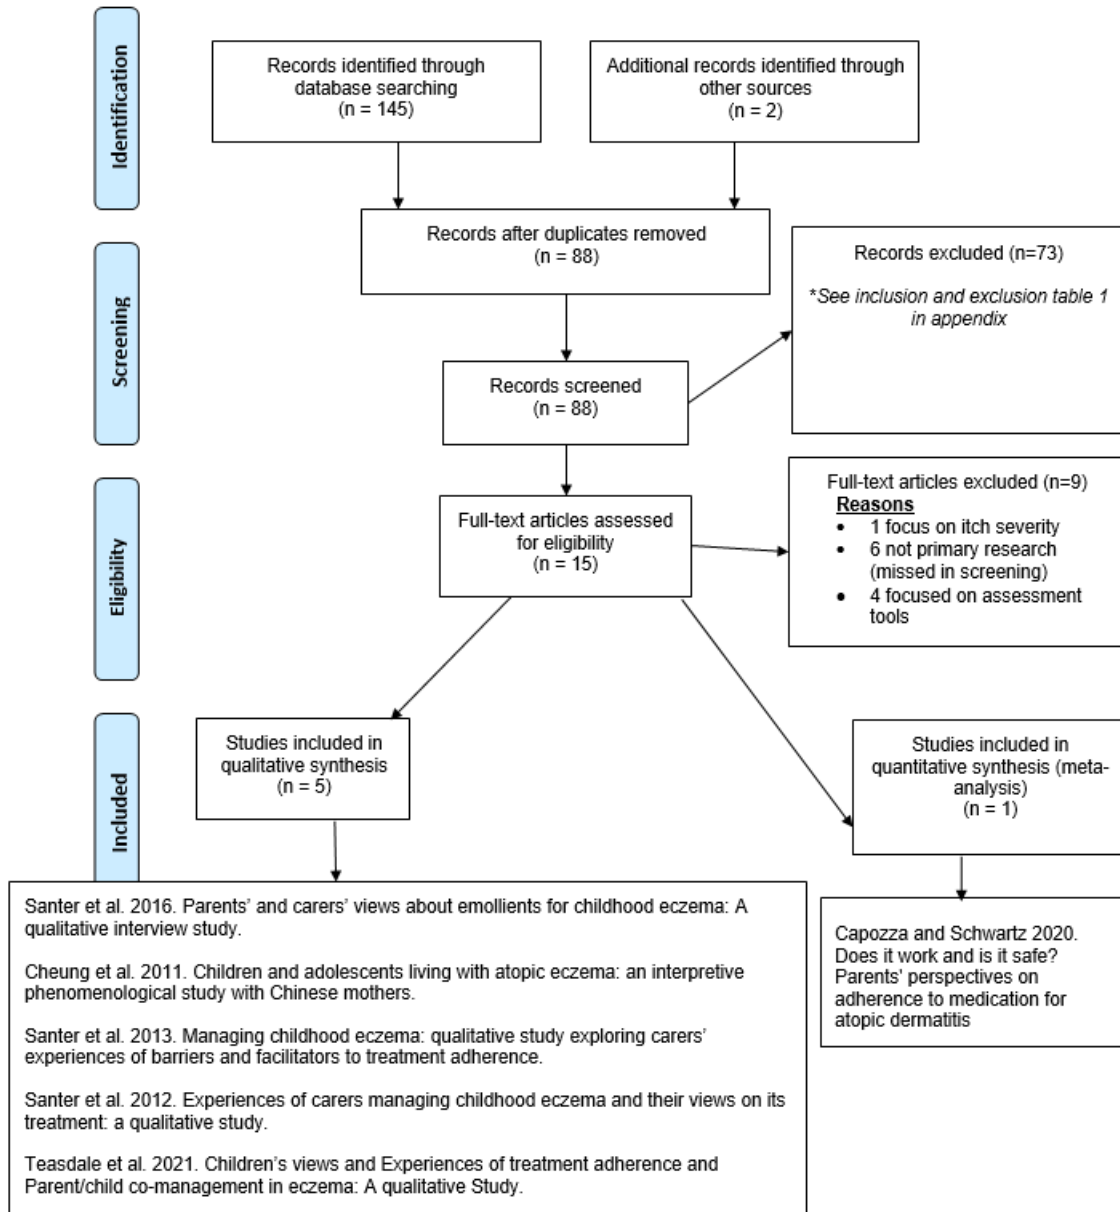 Identification
Records identified through
database searching
(n = 145)
Additional records identified through
other sources
(n = 2)
Screening
Records after duplicates removed
(n = 88)
Records excluded (n=73)
*See inclusion and exclusion table 1
in appendix
Records screened
(n = 88)
Eligibility
Full-text articles assessed
for eligibility
(n = 15)
Full-text articles excluded (n=9)
Reasons
• 1 focus on itch severity
• 6 not primary research
(missed in screening)
• 4 focused on assessment
tools
Included
Studies included in
qualitative synthesis
(n = 5)
Studies included in
quantitative synthesis (meta-
analysis)
(n = 1)
Santer et al. 2016. Parents’ and carers’ views about emollients for childhood eczema: A
qualitative interview study.
Cheung et al. 2011. Children and adolescents living with atopic eczema: an interpretive
phenomenological study with Chinese mothers.
Santer et al. 2013. Managing childhood eczema: qualitative study exploring carers’
experiences of barriers and facilitators to treatment adherence.
Santer et al. 2012. Experiences of carers managing childhood eczema and their views on its
treatment: a qualitative study.
Teasdale et al. 2021. Children’s views and Experiences of treatment adherence and
Parent/child co-management in eczema: A qualitative Study.
Capozza and Schwartz 2020.
Does it work and is it safe?
Parents' perspectives on
adherence to medication for
atopic dermatitis